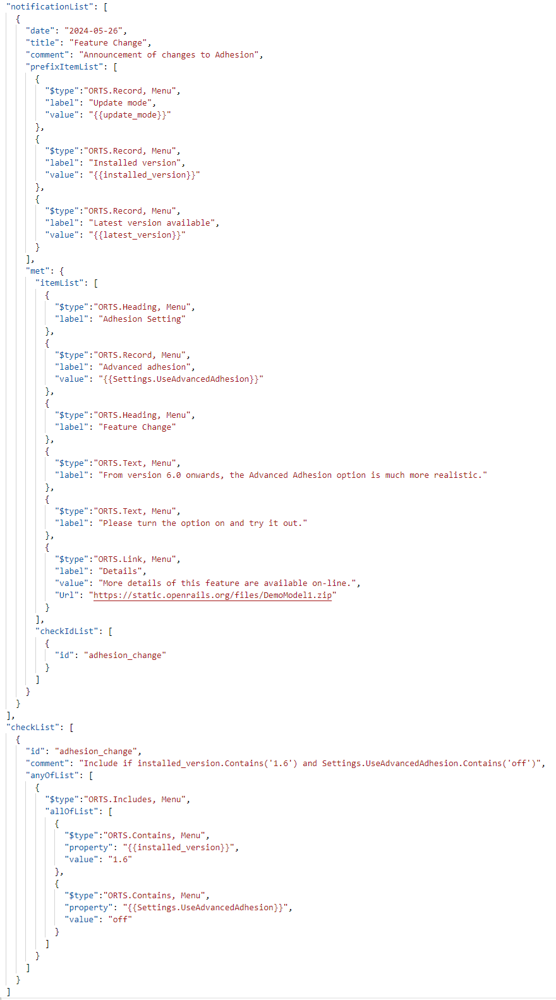 "notificationList": [
{
"date": "2024-05-26",
"title": "Feature Change",
"comment": "Announcement of changes to Adhesion",
"prefixItemList": [
{
"$type":"ORTS.Record, Menu",
"label": "Update mode",
"value": "{{update_mode}}"
},
{
"$type":"ORTS.Record, Menu",
"label": "Installed version",
"value": "{{installed_version}}"
},
{
"$type":"ORTS.Record, Menu",
"label": "Latest version available",
"value": "{{latest_version}}"
}
],
"met": {
"itemList": [
{
"$type":"ORTS.Heading, Menu",
"label": "Adhesion Setting"
},
{
"$type":"ORTS.Record, Menu",
"label": "Advanced adhesion",
"value": "{{Settings.UseAdvancedAdhesion}}"
},
{
"$type":"ORTS.Heading, Menu",
"label": "Feature Change"
},
{
"$type":"ORTS.Text, Menu",
"label": "From version 6.0 onwards, the Advanced Adhesion option is much more realistic."
},
{
"$type":"ORTS.Text, Menu",
"label": "Please turn the option on and try it out."
},
{
"$type":"ORTS.Link, Menu",
"label": "Details",
"value": "More details of this feature are available on-line.",
"Url": "https://static.openrails.org/files/DemoModel1.zip"
}
],
"checkIdList": [
{
"id": "adhesion_change"
}
]
}
}
],
"checkList": [
{
"id": "adhesion_change",
"comment": "Include if installed_version.Contains('1.6') and Settings.UseAdvancedAdhesion.Contains('off')",
"anyOfList": [
{
"$type":"ORTS.Includes, Menu",
"allOfList": [
{
"$type":"ORTS.Contains, Menu",
"property": "{{installed_version}}",
"value": "1.6"
},
{
"$type":"ORTS.Contains, Menu",
"property": "{{Settings.UseAdvancedAdhesion}}",
"value": "off"
}
]
}
]
}
]